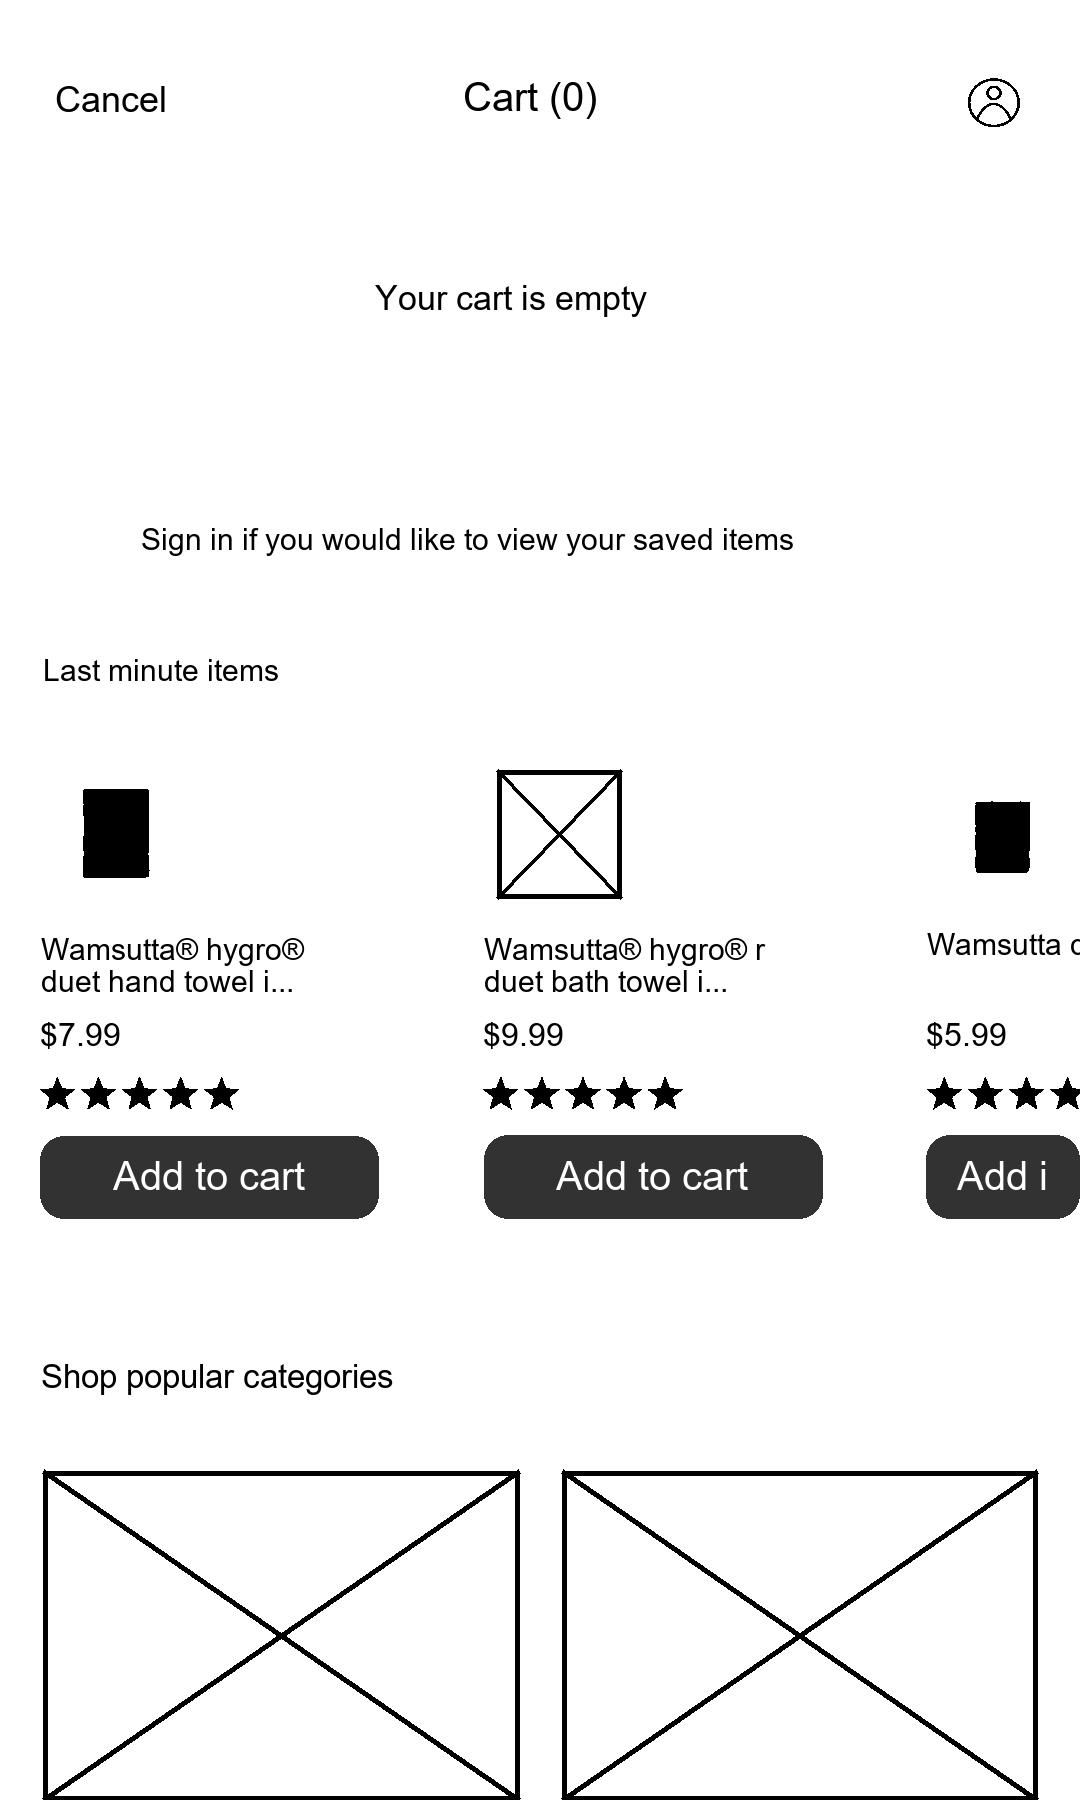 Cancel
Cart (0)
Your cart is empty
Sign in if you would like to view your saved items
Last minute items
Wamsutta® hygro®
duet hand towel i...
$7.99
Add to cart
Wamsutta® hygro® r
duet bath towel i...
$9.99
Add to cart
Wamsutta
$5.99
Add i
Shop popular categories